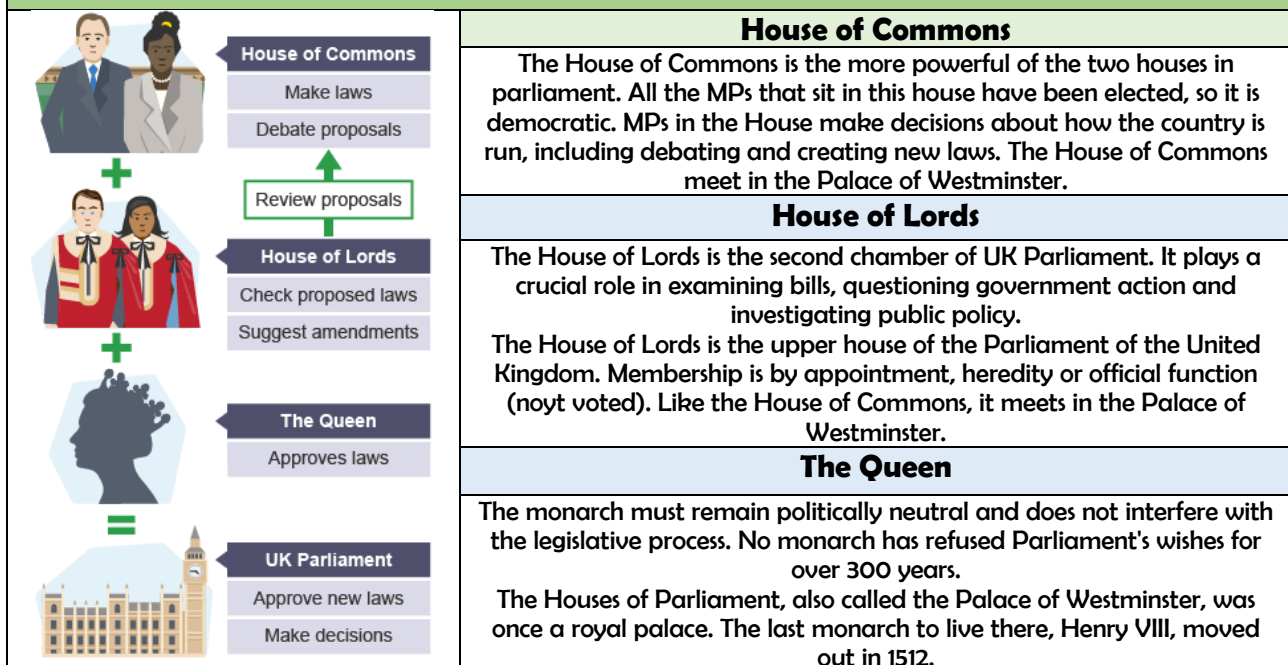 House of Commons
Make laws
Debate proposals
Review proposals
House of Lords
Check proposed laws
Suggest amendments
The Queen
Approves laws
UK Parliament
Approve new laws
Make decisions
House of Commons
The House of Commons is the more powerful of the two houses in
parliament. All the MPs that sit in this house have been elected, so it is
democratic. MPs in the House make decisions about how the country is
run, including debating and creating new laws. The House of Commons
meet in the Palace of Westminster.
House of Lords
The House of Lords is the second chamber of UK Parliament. It plays a
crucial role in examining bills, questioning government action and
investigating public policy.
The House of Lords is the upper house of the Parliament of the United
Kingdom. Membership is by appointment, heredity or official function
(noyt voted). Like the House of Commons, it meets in the Palace of
Westminster.
The Queen
The monarch must remain politically neutral and does not interfere with
the legislative process. No monarch has refused Parliament's wishes for
over 300 years.
The Houses of Parliament, also called the Palace of Westminster, was
once a royal palace. The last monarch to live there, Henry VIII, moved
out in 1512.